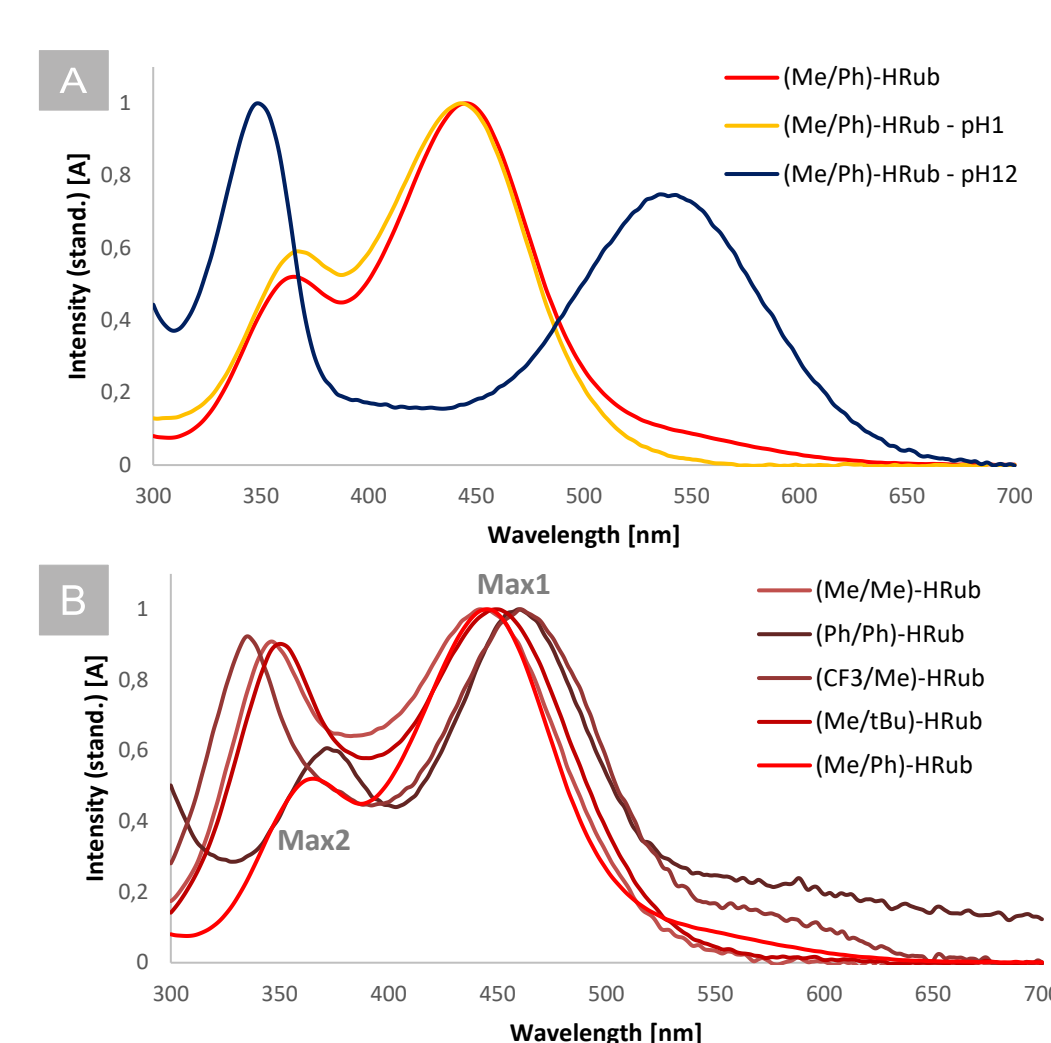 A
(Me/Ph)-HRub
(Me/Ph)-HRub - pH1
(Me/Ph)-HRub - pH12
Intensity (stand.) [A]
1
0,8
0,6
0,4
0,2
0
300 350 400 450 500 550 600 650 700
Wavelength [nm]
B
Max1
(Me/Me)-HRub
(Ph/Ph)-HRub
(CF3/Me)-HRub
(Me/tBu)-HRub
(Me/Ph)-HRub
Intensity (stand.) [A]
1
0,8
0,6
0,4
0,2
0
Max2
300 350 400 450 500 550 600 650 700
Wavelength [nm]